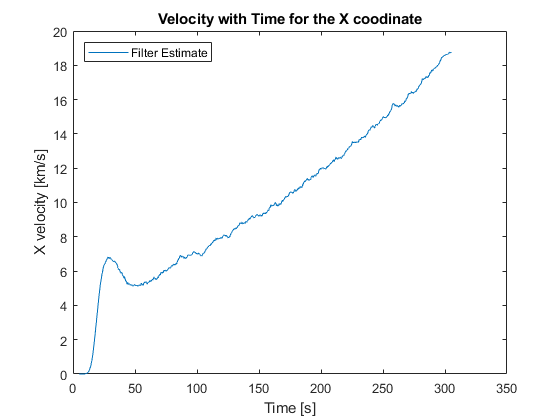 Velocity with Time for the X coodinate
Filter Estimate
20
18
16
14
12
10
8
6
4
2
0
X velocity [km/s]
0 50 100 150 200 250 300 350
Time [s]